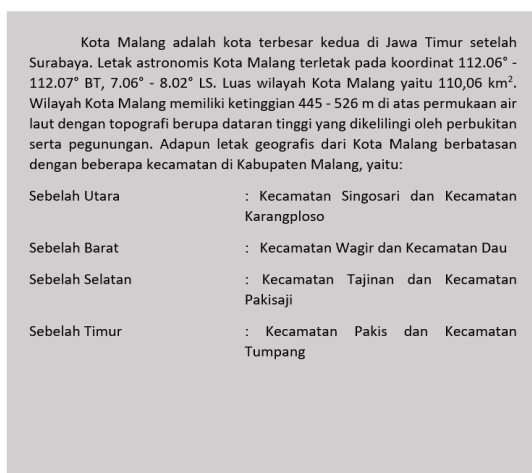 Kota Malang adalah kota terbesar kedua di Jawa Timur setelah
Surabaya. Letak astronomis Kota Malang terletak pada koordinat 112.06° -
112.07° BT, 7.06° - 8.02° LS. Luas wilayah Kota Malang yaitu 110,06 km².
Wilayah Kota Malang memiliki ketinggian 445 - 526 m di atas permukaan air
laut dengan topografi berupa dataran tinggi yang dikelilingi oleh perbukitan
serta pegunungan. Adapun letak geografis dari Kota Malang berbatasan
dengan beberapa kecamatan di Kabupaten Malang, yaitu:
Sebelah Utara : Kecamatan Singosari dan Kecamatan
Karangploso
Sebelah Barat : Kecamatan Wagir dan Kecamatan Dau
Sebelah Selatan : Kecamatan Tajinan dan Kecamatan
Pakisaji
Sebelah Timur : Kecamatan Pakis dan Kecamatan
Tumpang